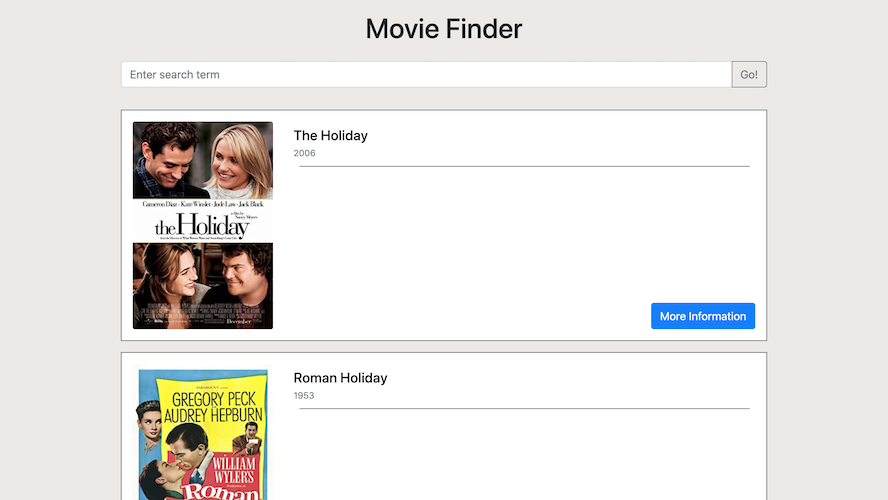 Movie Finder
Enter search term
Go!
The Holiday
2006
Cameron Diaz · Kate Winslet · Jude Law · Jack Black
a film by
Nancy Meyers
the Holiday
December
More Information
Roman Holiday
1953
PARAMOUNT
GREGORY PECK
AUDREY HEPBURN
WILLIAM
WYLER'S
Roman